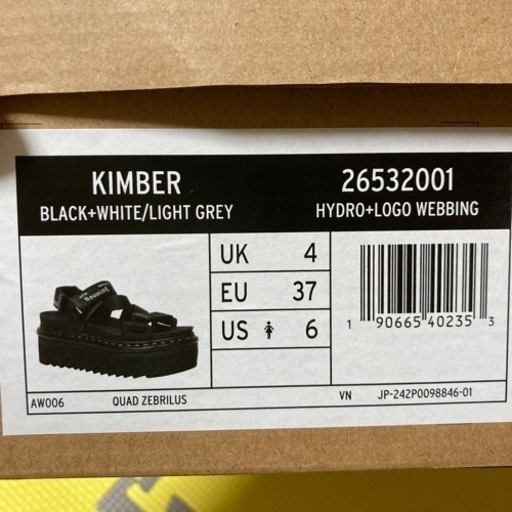 KIMBER
BLACK+WHITE/LIGHT GREY
26532001
HYDRO+LOGO WEBBING
UK 4
EU 37
US 6
1 90665 40235 3
AW006
QUAD ZEBRILUS
VN
JP-242P0098846-01